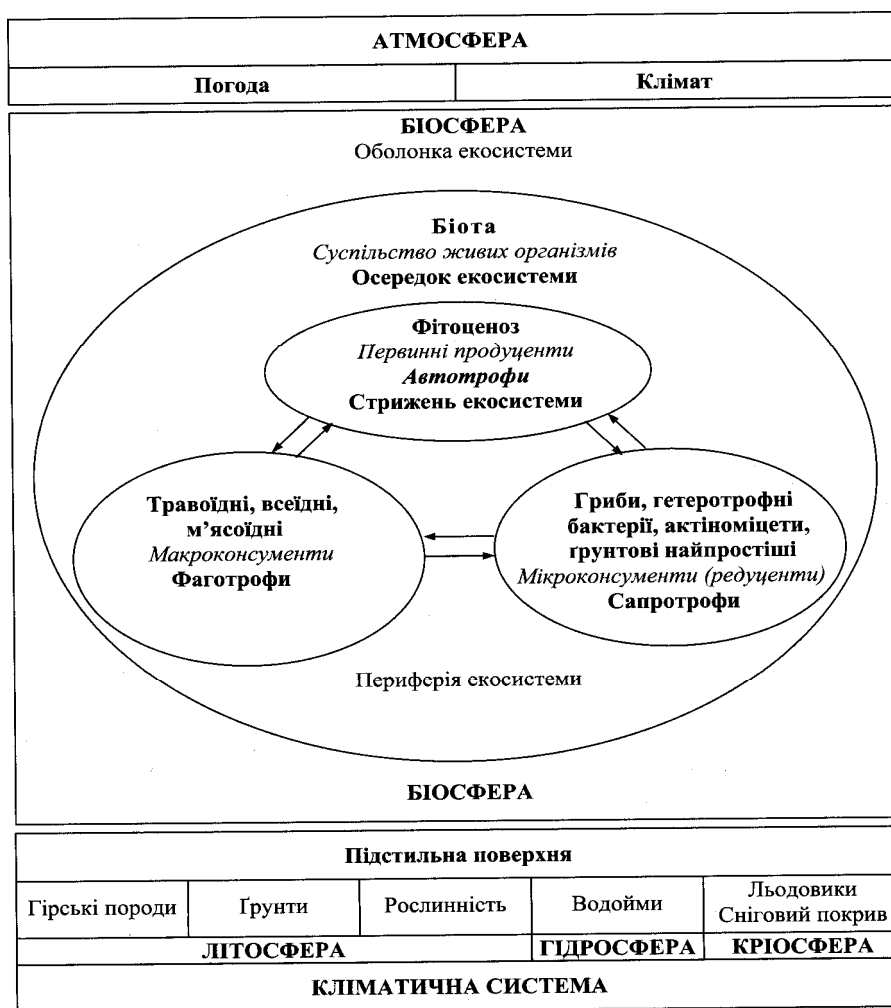 АТМОСФЕРА
Погода
Клімат
БІОСФЕРА
Оболонка екосистеми
Біота
Суспільство живих організмів
Осередок екосистеми
Фітоценоз
Первинні продуценти
Автотрофи
Стрижень екосистеми
Травоїдні, всеїдні,
м’ясоїдні
Макроконсументи
Фаготрофи
Гриби, гетеротрофні
бактерії, актіноміцети,
ґрунтові найпростіші
Мікроконсументи (редуценти)
Сапротрофи
Периферія екосистеми
БІОСФЕРА
Підстильна поверхня
Гірські породи
Ґрунти
Рослинність
Водойми
Льодовики
Сніговий покрив
ЛІТОСФЕРА
ГІДРОСФЕРА
КРІОСФЕРА
КЛІМАТИЧНА СИСТЕМА